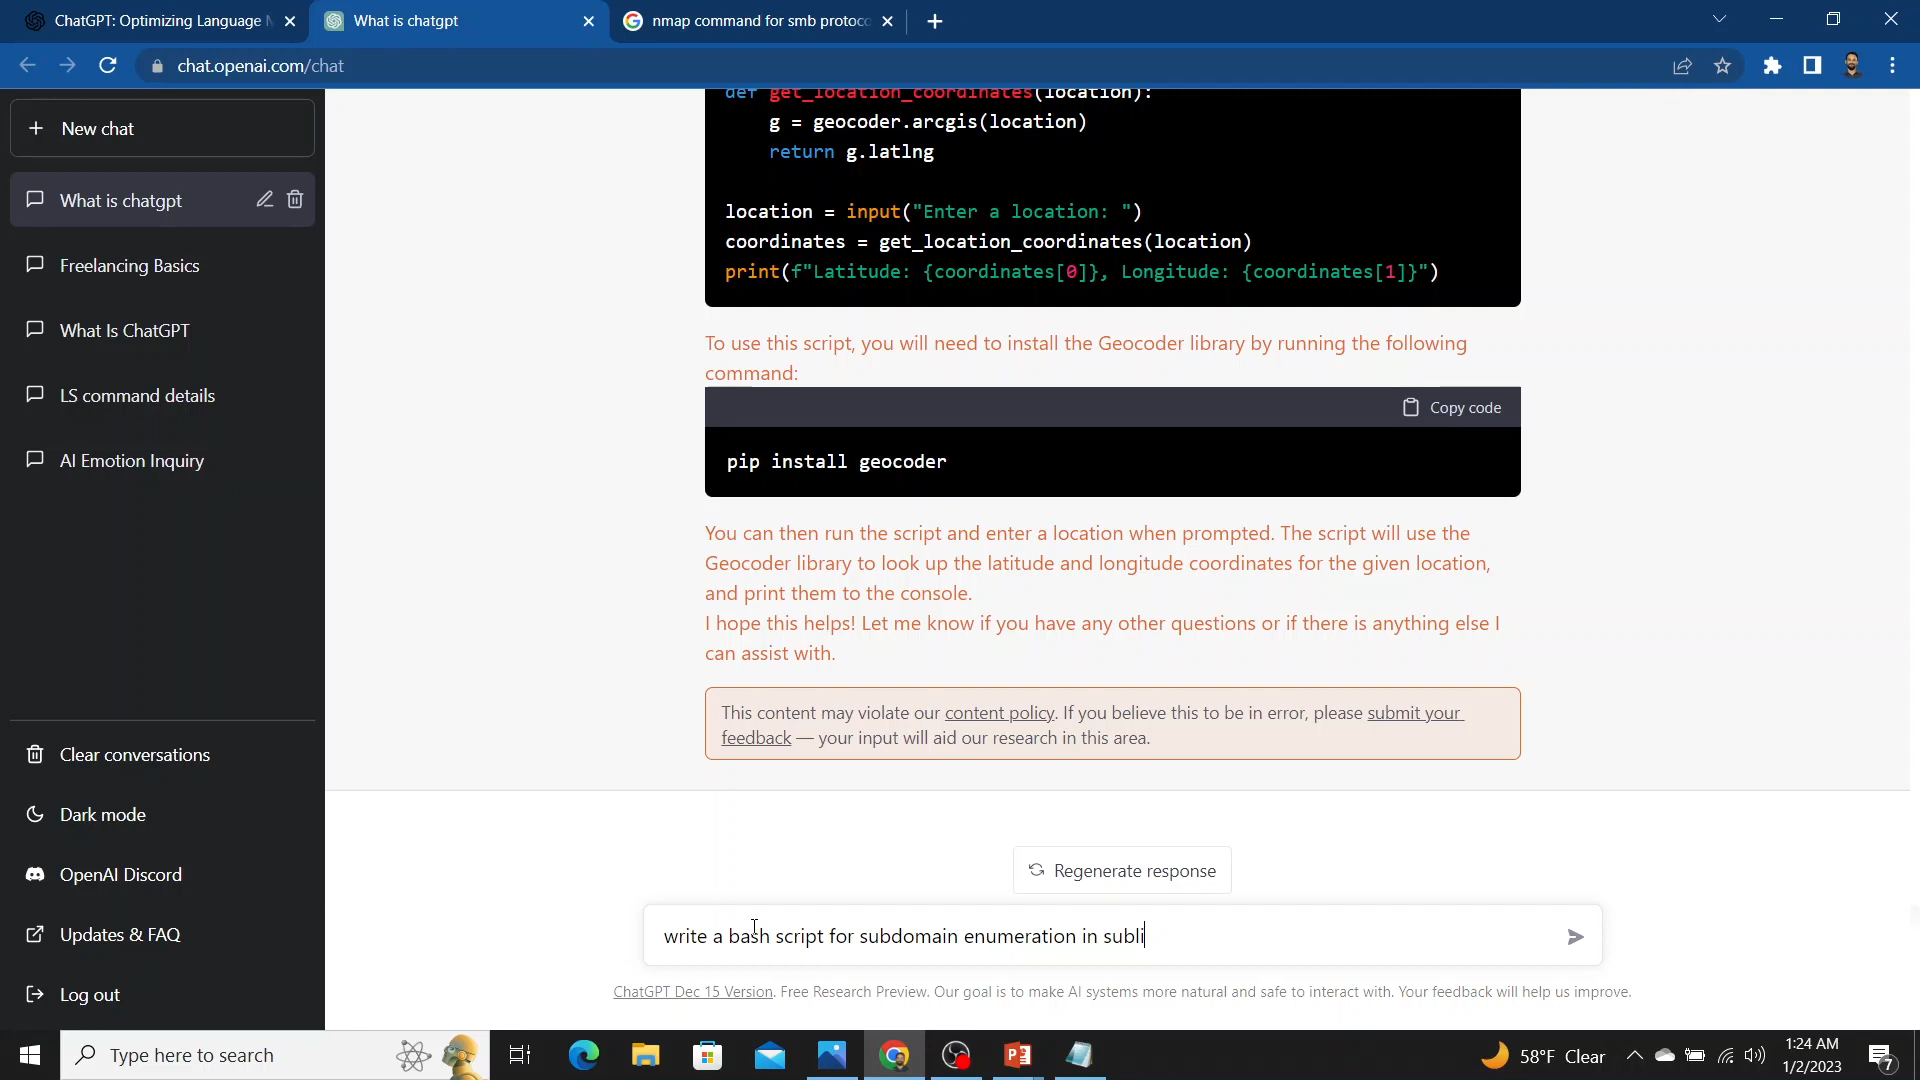 ChatGPT: Optimizing Language M
What is chatgpt
nmap command for smb protoco
chat.openai.com/chat
New chat
What is chatgpt
Freelancing Basics
What Is ChatGPT
LS command details
AI Emotion Inquiry
Clear conversations
Dark mode
OpenAI Discord
Updates & FAQ
Log out
def get_location_coordinates(location):
g = geocoder.arcgis(location)
return g.latlng
location = input("Enter a location: ")
coordinates = get_location_coordinates(location)
print(f"Latitude: {coordinates[0]}, Longitude: {coordinates[1]}")
To use this script, you will need to install the Geocoder library by running the following
command:
Copy code
pip install geocoder
You can then run the script and enter a location when prompted. The script will use the
Geocoder library to look up the latitude and longitude coordinates for the given location,
and print them to the console.
I hope this helps! Let me know if you have any other questions or if there is anything else I
can assist with.
This content may violate our content policy. If you believe this to be in error, please submit your
feedback — your input will aid our research in this area.
Regenerate response
write a bash script for subdomain enumeration in subli
ChatGPT Dec 15 Version. Free Research Preview. Our goal is to make AI systems more natural and safe to interact with. Your feedback will help us improve.
Type here to search
58°F Clear
1:24 AM
1/2/2023
7